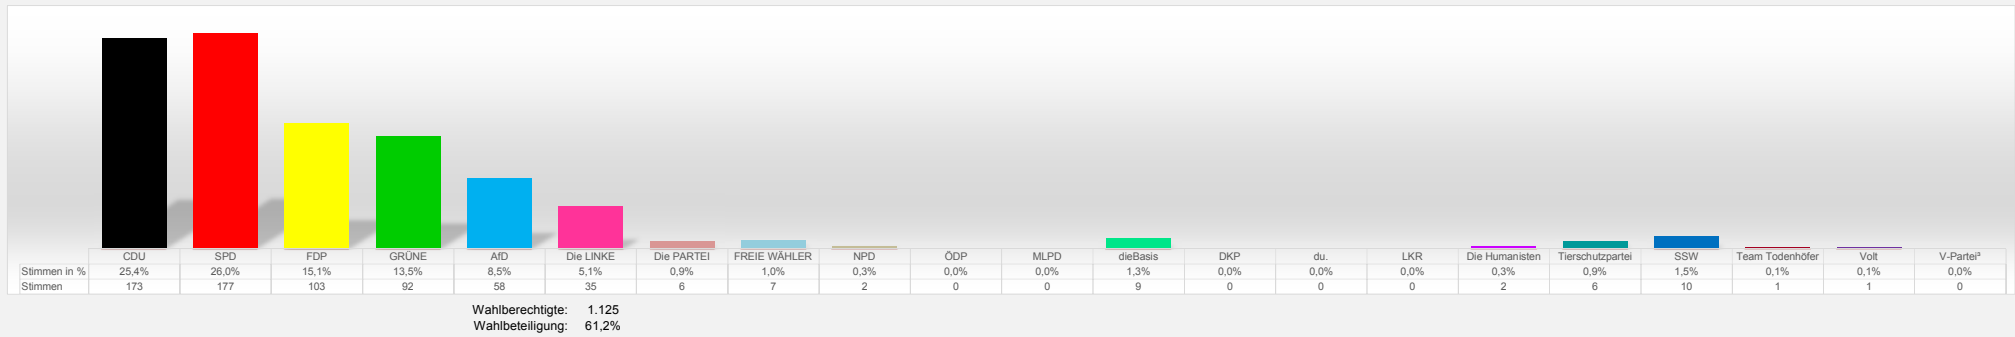 CDU SPD FDP GRÜNE AfD Die LINKE Die PARTEI FREIE WÄHLER NPD ÖDP MLPD dieBasis DKP du. LKR Die Humanisten Tierschutzpartei SSW Team Todenhöfer Volt V-Partei³
Stimmen in % 25,4% 26,0% 15,1% 13,5% 8,5% 5,1% 0,9% 1,0% 0,3% 0,0% 0,0% 1,3% 0,0% 0,0% 0,0% 0,3% 0,9% 1,5% 0,1% 0,1% 0,0%
Stimmen 173 177 103 92 58 35 6 7 2 0 0 9 0 0 0 2 6 10 1 1 0
Wahlberechtigte: 1.125
Wahlbeteiligung: 61,2%